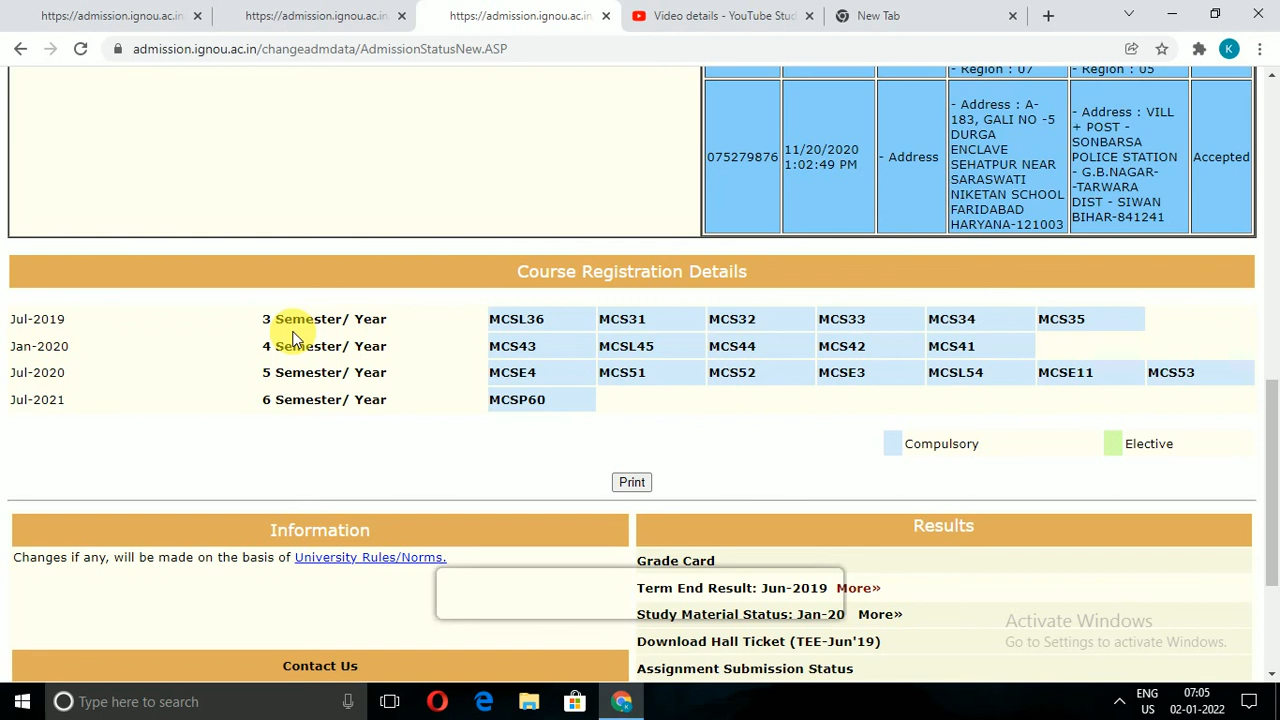 https://admission.ignou.ac.in/
https://admission.ignou.ac.in/
https://admission.ignou.ac.in/
Video details - YouTube Stud
New Tab
admission.ignou.ac.in/changeadmdata/AdmissionStatusNew.ASP
K
- Region : 07
- Region : 05
075279876
11/20/2020
1:02:49 PM
- Address
- Address : A-
183, GALI NO -5
DURGA
ENCLAVE
SEHATPUR NEAR
SARASWATI
NIKETAN SCHOOL
FARIDABAD
HARYANA-121003
- Address : VILL
+ POST -
SONBARSA
POLICE STATION
- G.B.NAGAR-
-TARWARA
DIST - SIWAN
BIHAR-841241
Accepted
Course Registration Details
Jul-2019 3 Semester/ Year MCSL36 MCS31 MCS32 MCS33 MCS34 MCS35
Jan-2020 4 Semester/ Year MCS43 MCSL45 MCS44 MCS42 MCS41
Jul-2020 5 Semester/ Year MCSE4 MCS51 MCS52 MCSE3 MCSL54 MCSE11 MCS53
Jul-2021 6 Semester/ Year MCSP60
Compulsory Elective
Print
Information
Changes if any, will be made on the basis of University Rules/Norms.
Contact Us
Results
Grade Card
Term End Result: Jun-2019 More»
Study Material Status: Jan-20 More»
Download Hall Ticket (TEE-Jun'19)
Assignment Submission Status
Activate Windows
Go to Settings to activate Windows.
Type here to search
ENG
US
07:05
02-01-2022